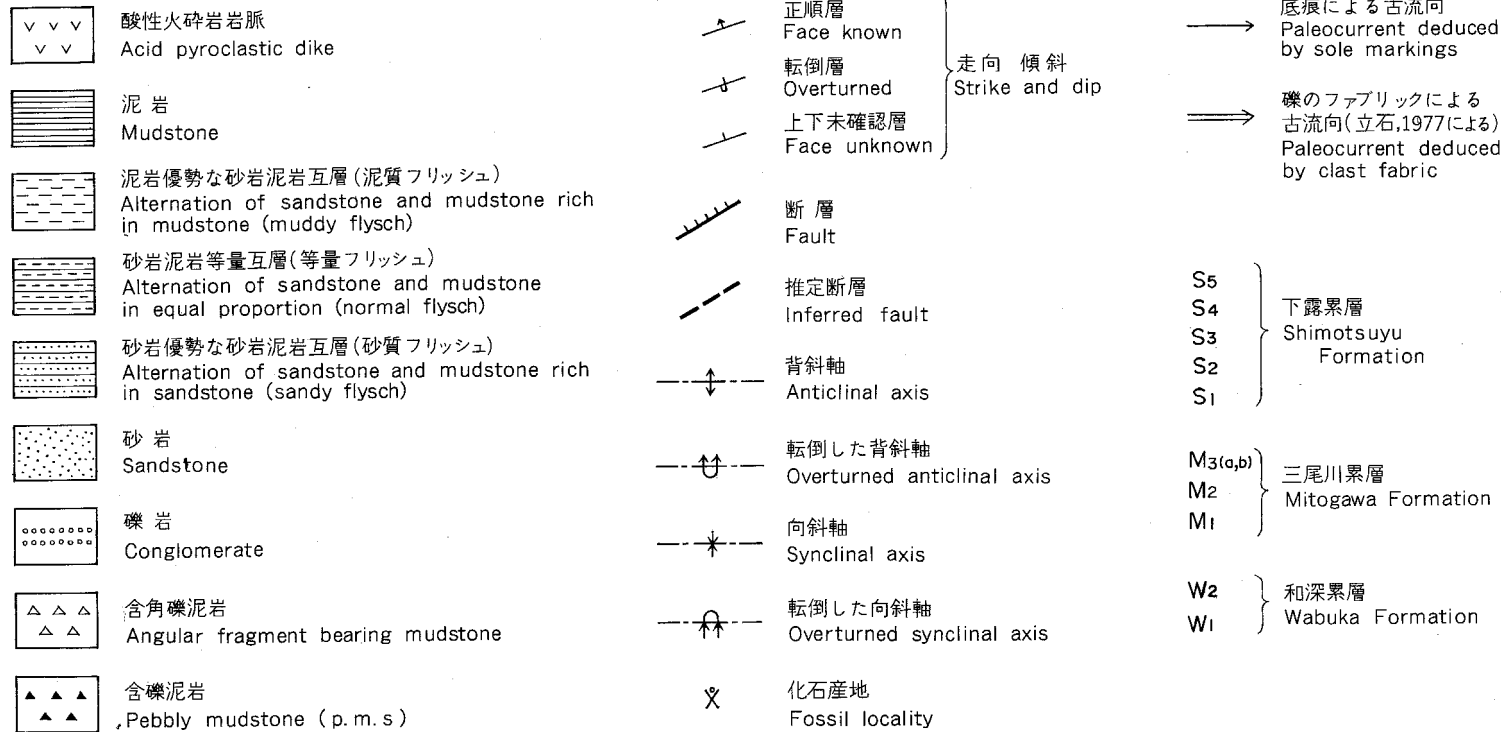 酸性火砕岩岩脈
Acid pyroclastic dike
泥岩
Mudstone
泥岩優勢な砂岩泥岩互層(泥質フリッシュ)
Alternation of sandstone and mudstone rich
in mudstone (muddy flysch)
砂岩泥岩等量互層(等量フリッシュ)
Alternation of sandstone and mudstone
in equal proportion (normal flysch)
砂岩優勢な砂岩泥岩互層(砂質フリッシュ)
Alternation of sandstone and mudstone rich
in sandstone (sandy flysch)
砂岩
Sandstone
礫岩
Conglomerate
含角礫泥岩
Angular fragment bearing mudstone
含礫泥岩
Pebbly mudstone (p.m.s)
正順層
Face known
転倒層
Overturned
上下未確認層
Face unknown
走向 傾斜
Strike and dip
断層
Fault
推定断層
Inferred fault
背斜軸
Anticlinal axis
転倒した背斜軸
Overturned anticlinal axis
向斜軸
Synclinal axis
転倒した向斜軸
Overturned synclinal axis
化石産地
Fossil locality
底痕による古流向
Paleocurrent deduced
by sole markings
礫のファブリックによる
古流向(立石,1977による)
Paleocurrent deduced
by clast fabric
S5
S4
S3
S2
S1
下露累層
Shimotsuyu
Formation
M3(a,b)
M2
M1
三尾川累層
Mitogawa Formation
W2
W1
和深累層
Wabuka Formation